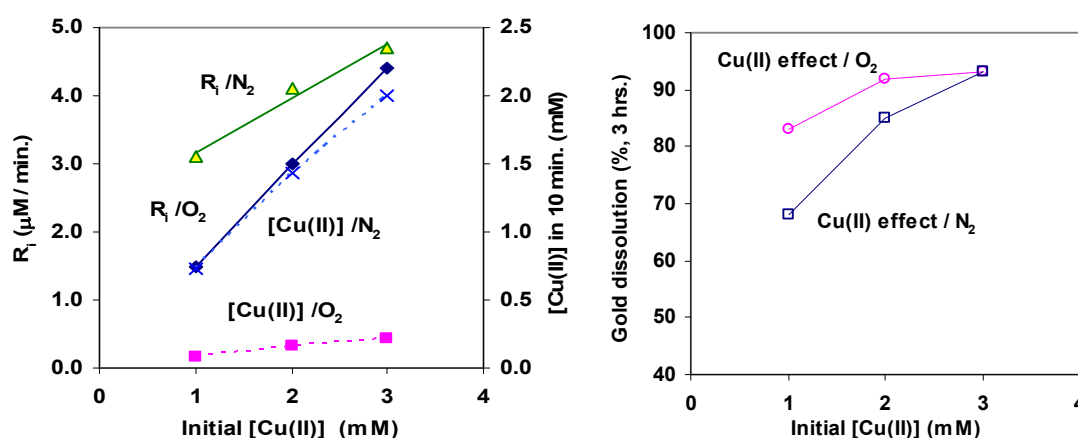 5.0
4.0
3.0
2.0
1.0
0.0
R_i (μM / min.)
0
1
2
3
4
Initial [Cu(II)] (mM)
2.5
2.0
1.5
1.0
0.5
0.0
[Cu(II)] in 10 min. (mM)
R_i /N_2
R_i /O_2
[Cu(II)] /N_2
[Cu(II)] /O_2
100
90
80
70
60
50
40
Gold dissolution (%, 3 hrs.)
0
1
2
3
4
Initial [Cu(II)] (mM)
Cu(II) effect / O_2
Cu(II) effect / N_2